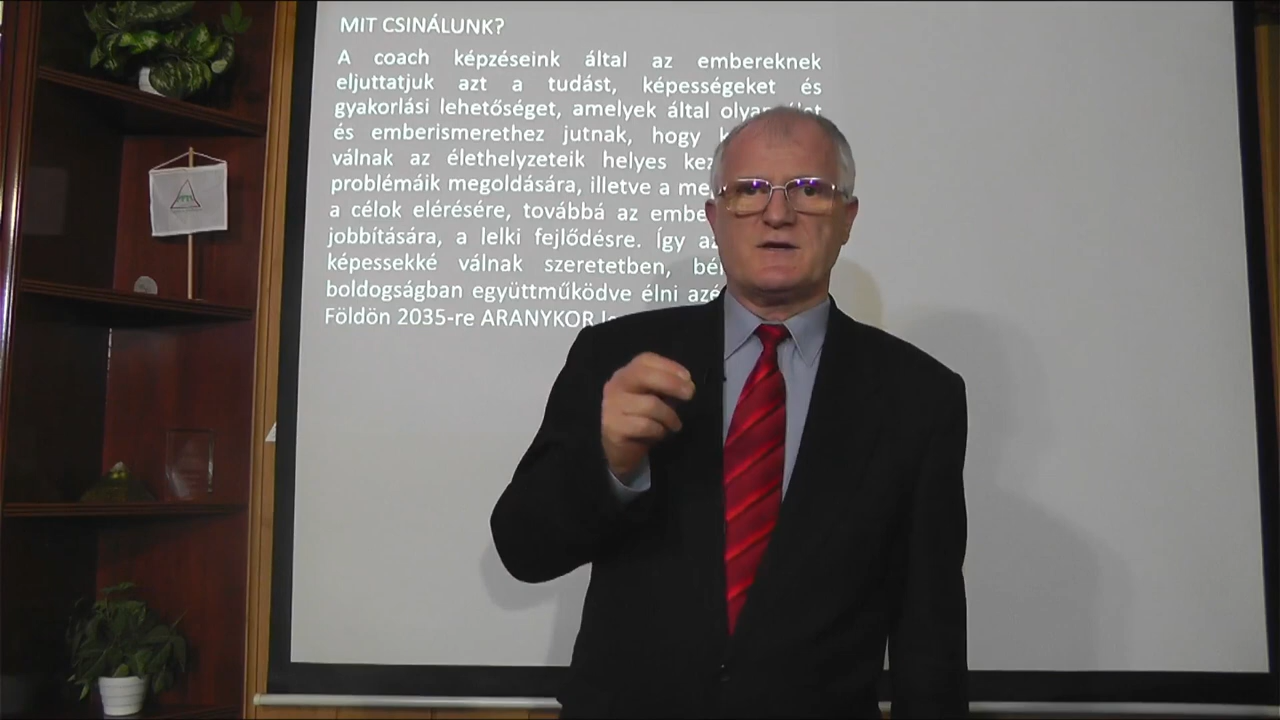 MIT CSINÁLUNK?
A coach képzéseink által az embereknek
eljuttatjuk azt a tudást, képességeket és
gyakorlási lehetőséget, amelyek által
és emberismerethez jutnak, hogy
válnak az élethelyzeteik helyes
problémáik megoldására, illetve a
a célok elérésére, továbbá az
jobbítására, a lelki fejlődésre. Így
képessekké válnak szeretetben,
boldogságban együttműködve élni
Földön 2035-re ARANYKOR